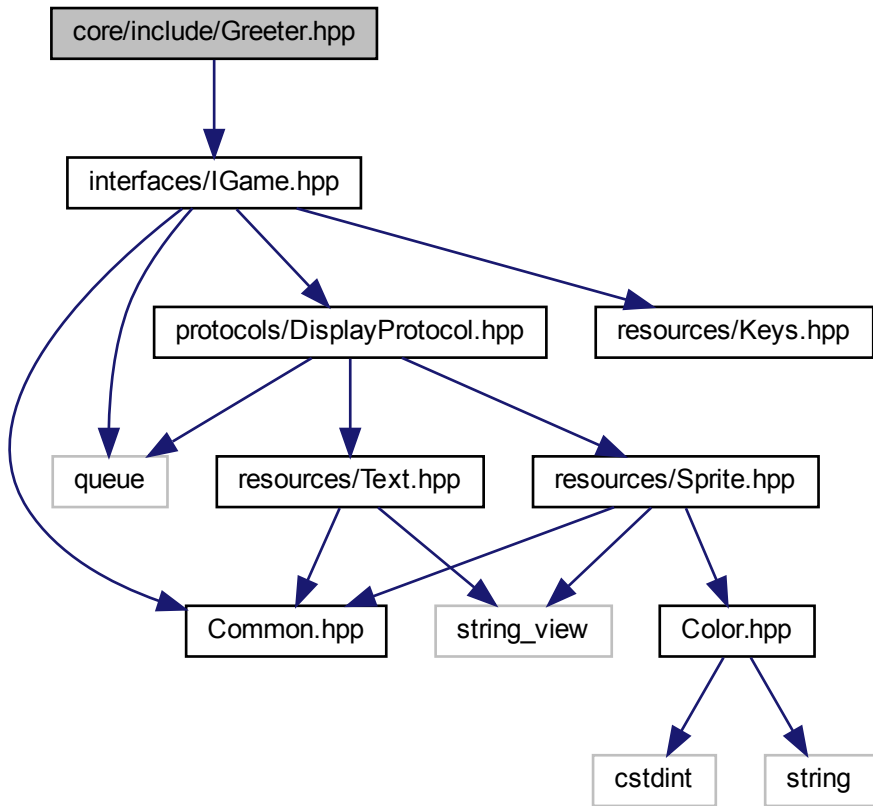 core/include/Greeter.hpp
interfaces/IGame.hpp
protocols/DisplayProtocol.hpp
resources/Keys.hpp
queue
resources/Text.hpp
resources/Sprite.hpp
Common.hpp
string_view
Color.hpp
cstdint
string